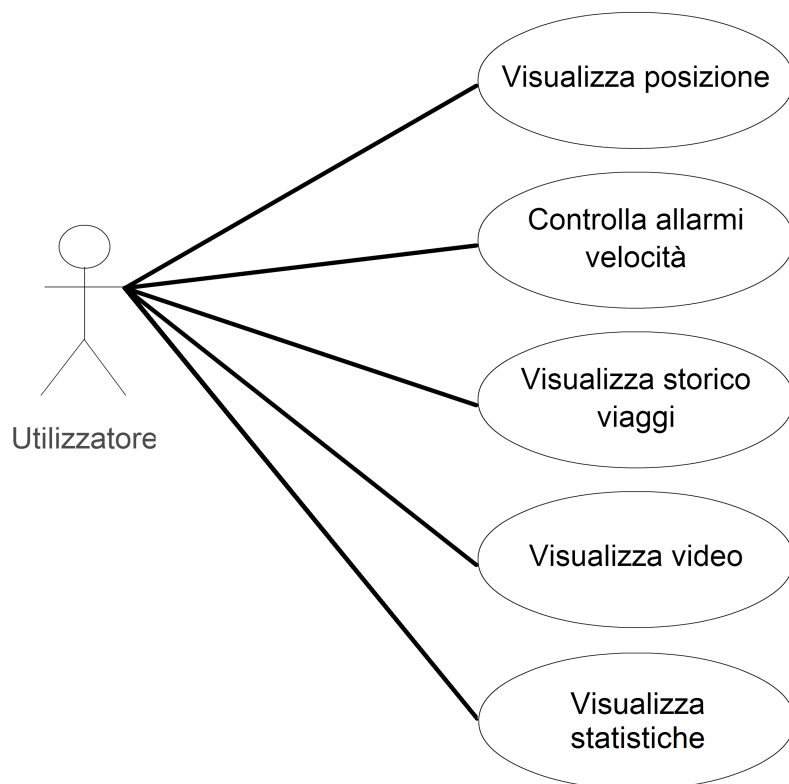 Visualizza posizione
Controlla allarmi
velocità
Utilizzatore
Visualizza storico
viaggi
Visualizza video
Visualizza
statistiche